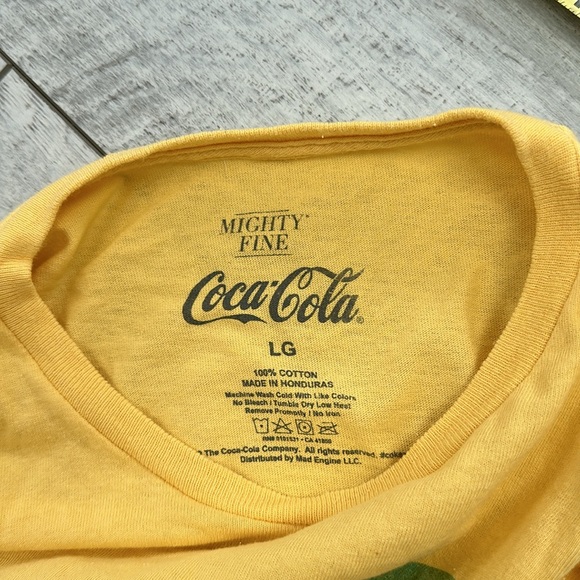 MIGHTY
FINE
Coca-Cola®
LG
100% COTTON
MADE IN HONDURAS
Machine Wash Cold With Like Colors
No Bleach / Tumble Dry Low Heat
Remove Promptly / No Iron
The Coca-Cola Company. All rights reserved.
Distributed by Mad Engine LLC.